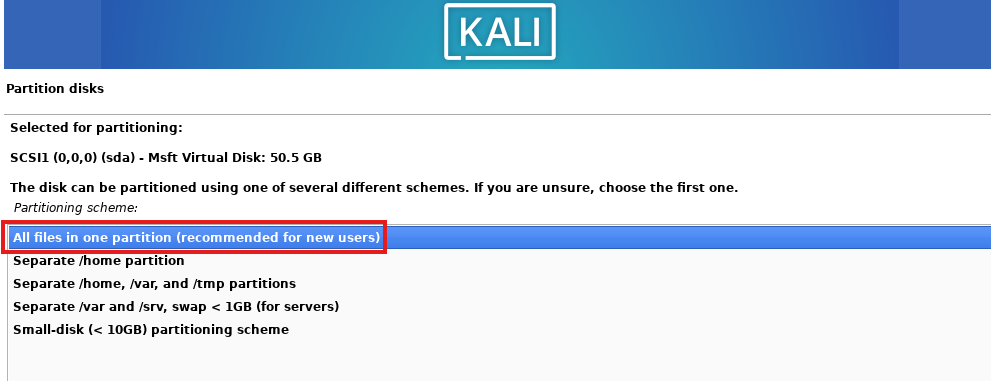 KALI
Partition disks
Selected for partitioning:
SCSI1 (0,0,0) (sda) - Msft Virtual Disk: 50.5 GB
The disk can be partitioned using one of several different schemes. If you are unsure, choose the first one.
Partitioning scheme:
All files in one partition (recommended for new users)
Separate /home partition
Separate /home, /var, and /tmp partitions
Separate /var and /srv, swap < 1GB (for servers)
Small-disk (< 10GB) partitioning scheme